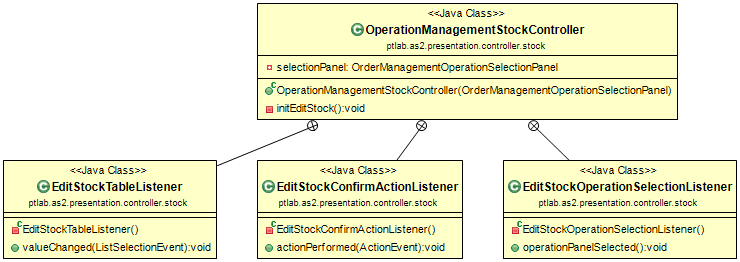 <<Java Class>>
C OperationManagementStockController
ptlab.as2.presentation.controller.stock
selectionPanel: OrderManagementOperationSelectionPanel
C OperationManagementStockController(OrderManagementOperationSelectionPanel)
initEditStock():void
<<Java Class>>
C EditStockTableListener
ptlab.as2.presentation.controller.stock
C EditStockTableListener()
valueChanged(ListSelectionEvent):void
<<Java Class>>
C EditStockConfirmActionListener
ptlab.as2.presentation.controller.stock
C EditStockConfirmActionListener()
actionPerformed(ActionEvent):void
<<Java Class>>
C EditStockOperationSelectionListener
ptlab.as2.presentation.controller.stock
C EditStockOperationSelectionListener()
operationPanelSelected():void